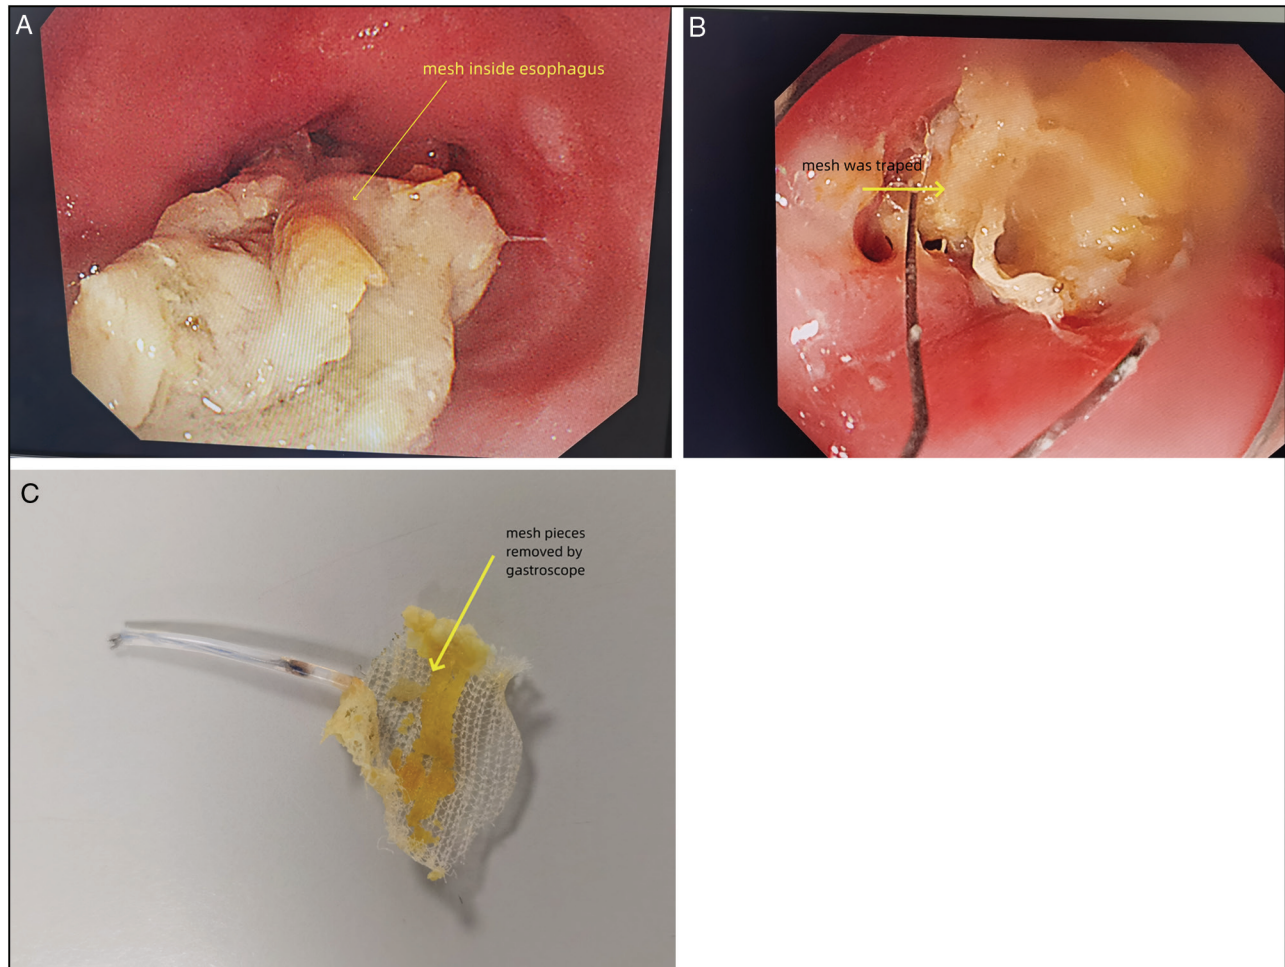 A
mesh inside esophagus
B
mesh was traped
C
mesh pieces
removed by
gastroscope